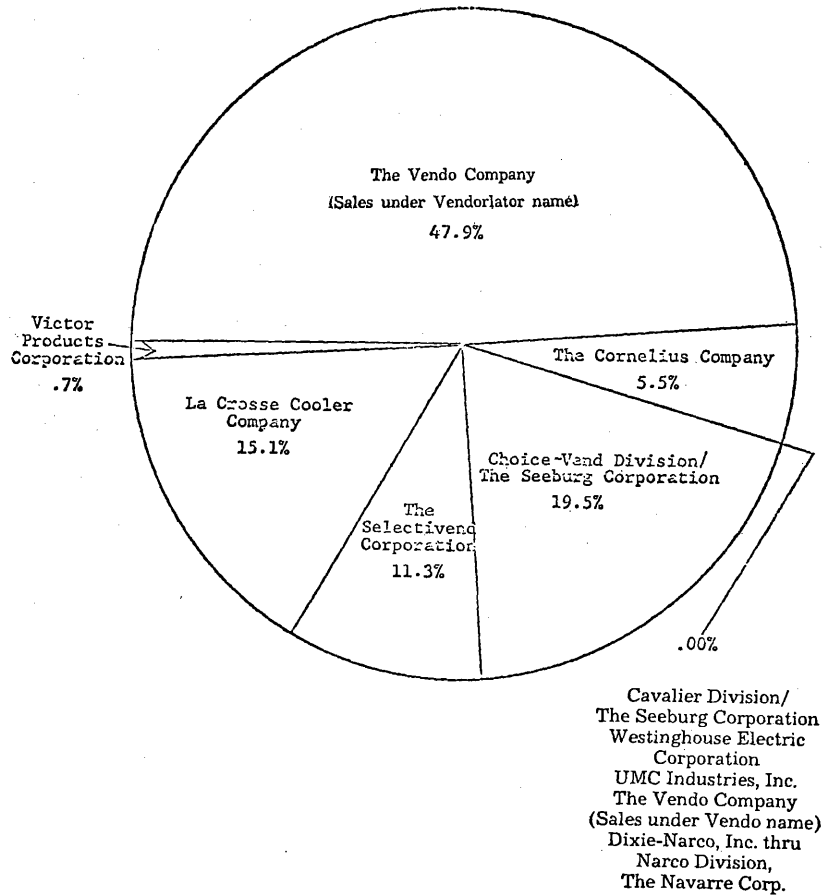 The Vendo Company
(Sales under Vendorlator name)
47.9%
Victor
Products
Corporation
.7%
The Cornelius Company
5.5%
La Crosse Cooler
Company
15.1%
Choice-Vend Division/
The Seeburg Corporation
19.5%
The
Selectivend
Corporation
11.3%
.00%
Cavalier Division/
The Seeburg Corporation
Westinghouse Electric
Corporation
UMC Industries, Inc.
The Vendo Company
(Sales under Vendo name)
Dixie-Narco, Inc. thru
Narco Division,
The Navarre Corp.